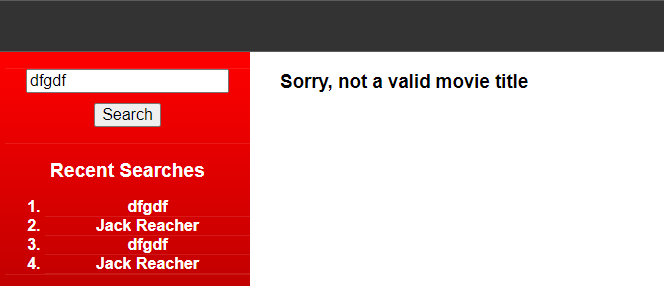 dfgdf
Search
Sorry, not a valid movie title
Recent Searches
1. dfgdf
2. Jack Reacher
3. dfgdf
4. Jack Reacher